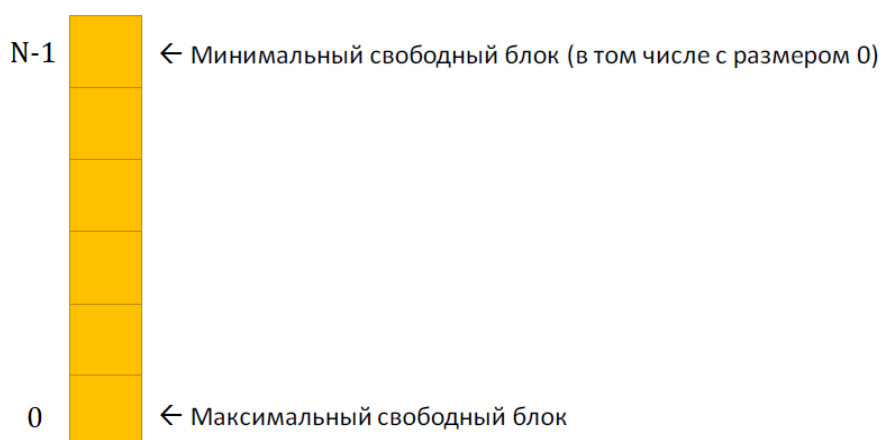 N-1 ← Минимальный свободный блок (в том числе с размером 0)
0 ← Максимальный свободный блок